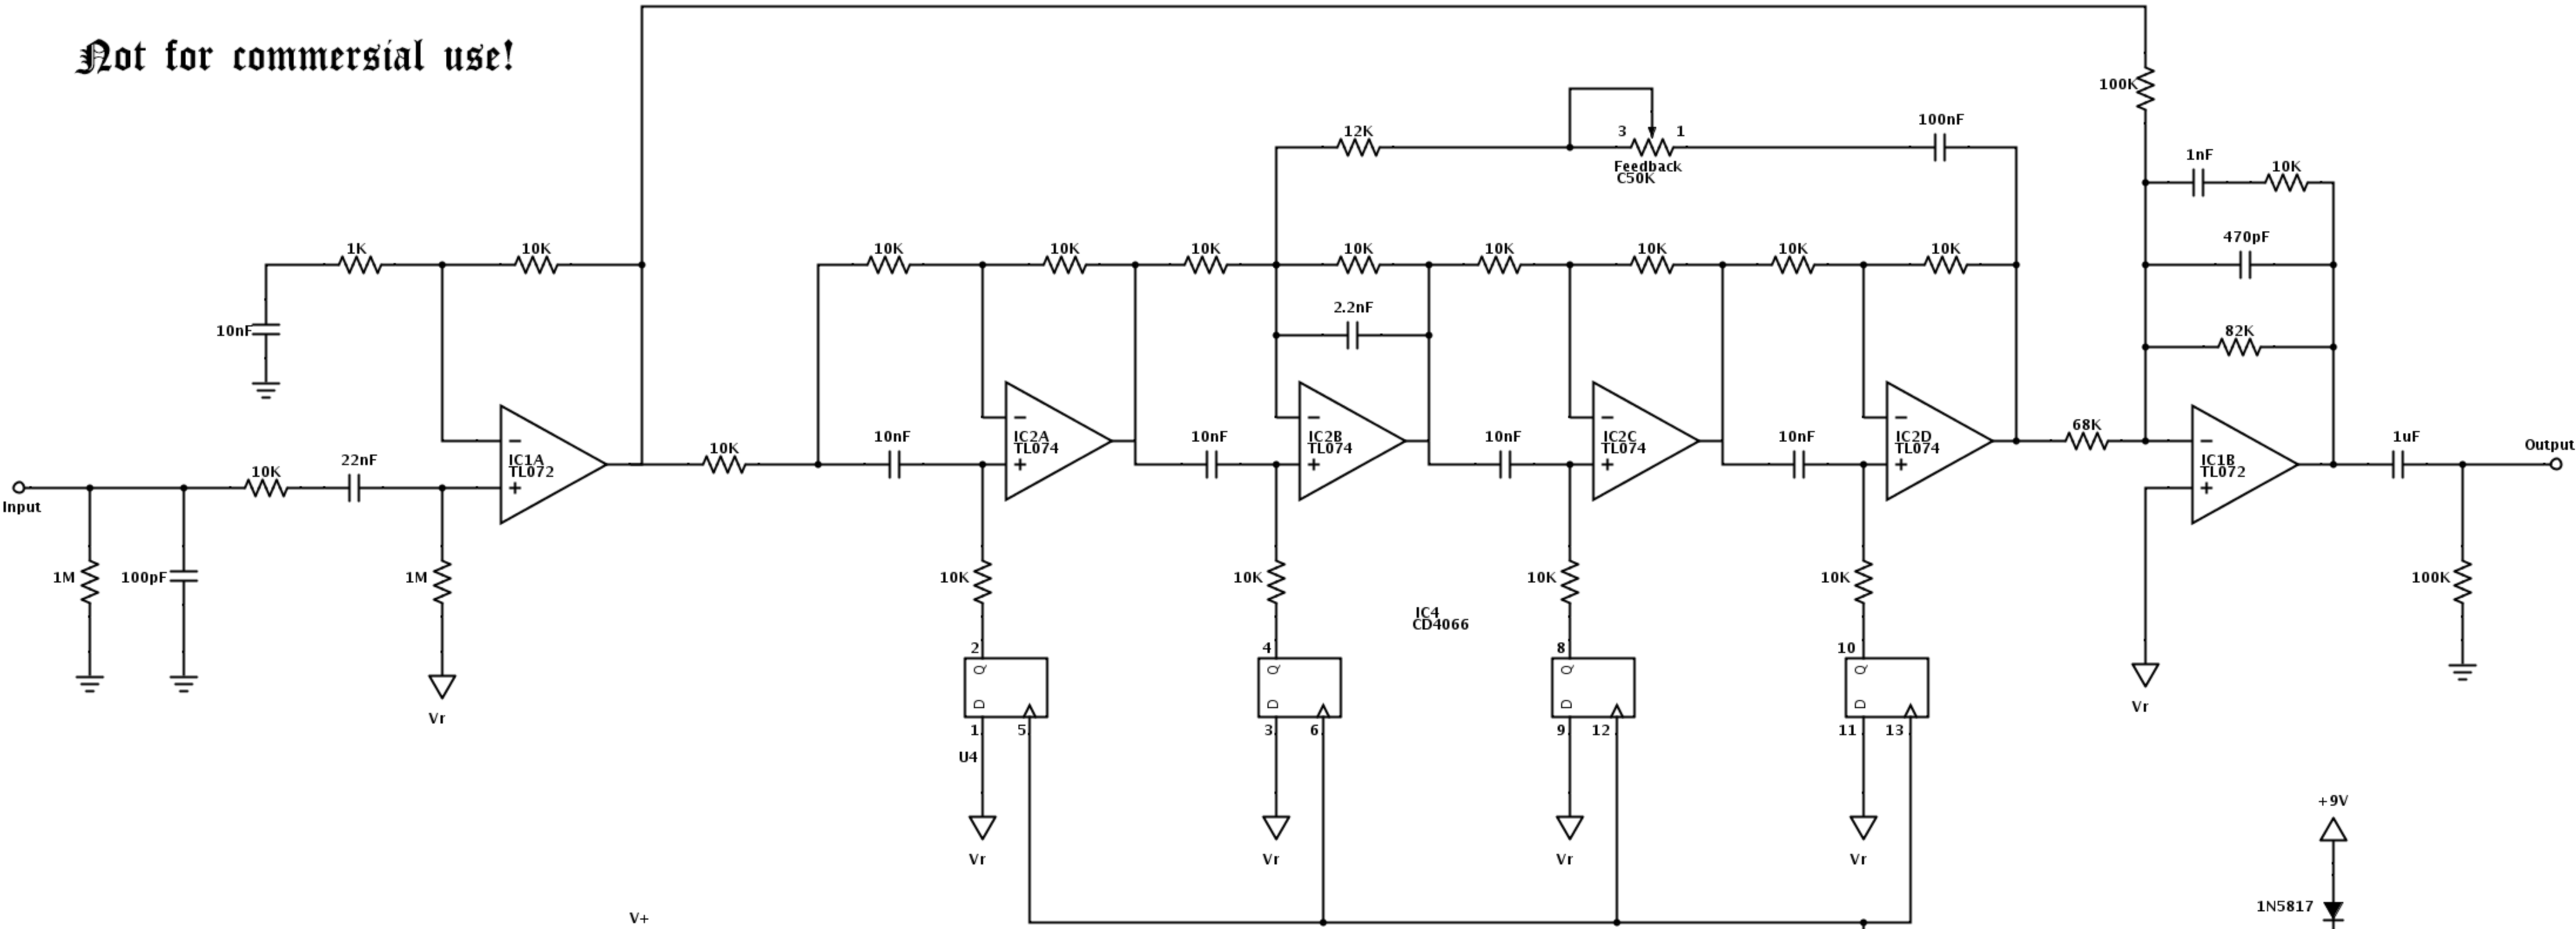 Not for commersial use!
100K
12K
3
1
100nF
Feedback
C50K
1nF
10K
1K
10K
10K
10K
10K
10K
10K
10K
10K
10K
470pF
10nF
2.2nF
82K
10K
22nF
IC1A
TL072
10K
10nF
IC2A
TL074
10nF
IC2B
TL074
10nF
IC2C
TL074
10nF
IC2D
TL074
68K
IC1B
TL072
1uF
Output
Input
1M
100pF
1M
10K
10K
10K
10K
100K
IC4
CD4066
2
Q
D
4
Q
D
8
Q
D
10
Q
D
Vr
Vr
1
5
3
6
9
12
11
13
U4
+9V
Vr
Vr
Vr
Vr
V+
1N5817